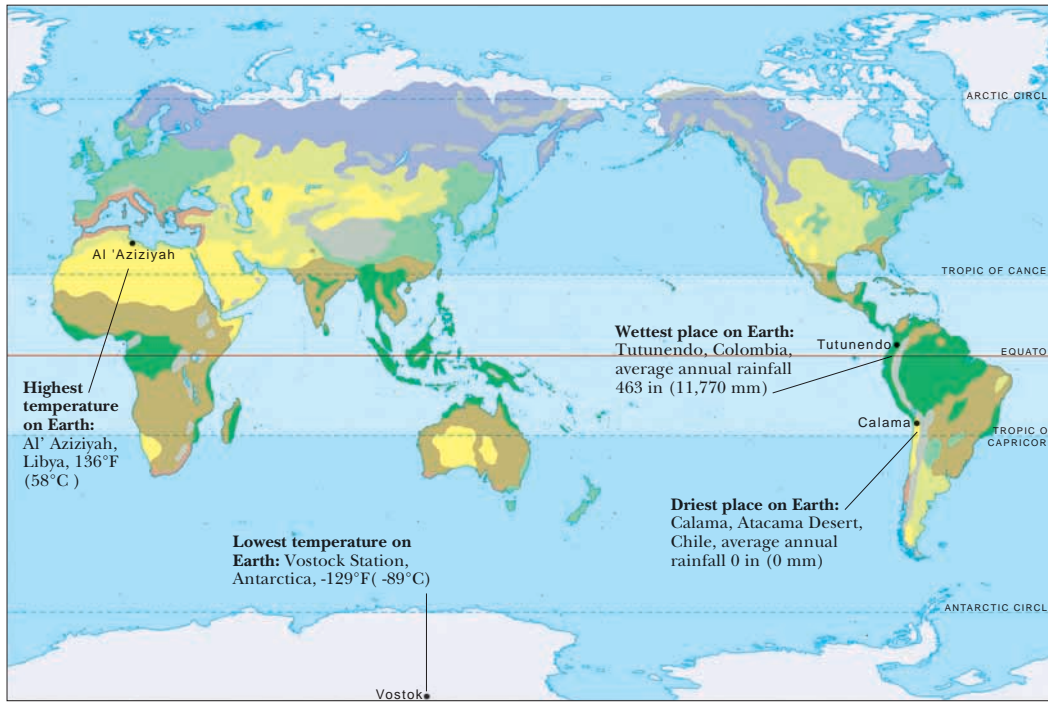 ARCTIC CIRCL
Al 'Aziziyah
TROPIC OF CANCE
Wettest place on Earth:
Tutunendo, Colombia,
average annual rainfall
463 in (11,770 mm)
Tutunendo
EQUATO
Highest
temperature
on Earth:
Al’ Aziziyah,
Libya, 136°F
(58°C )
Calama
TROPIC O
CAPRICOR
Driest place on Earth:
Calama, Atacama Desert,
Chile, average annual
rainfall 0 in (0 mm)
Lowest temperature on
Earth: Vostock Station,
Antarctica, -129°F( -89°C)
ANTARCTIC CIRCL
Vostok